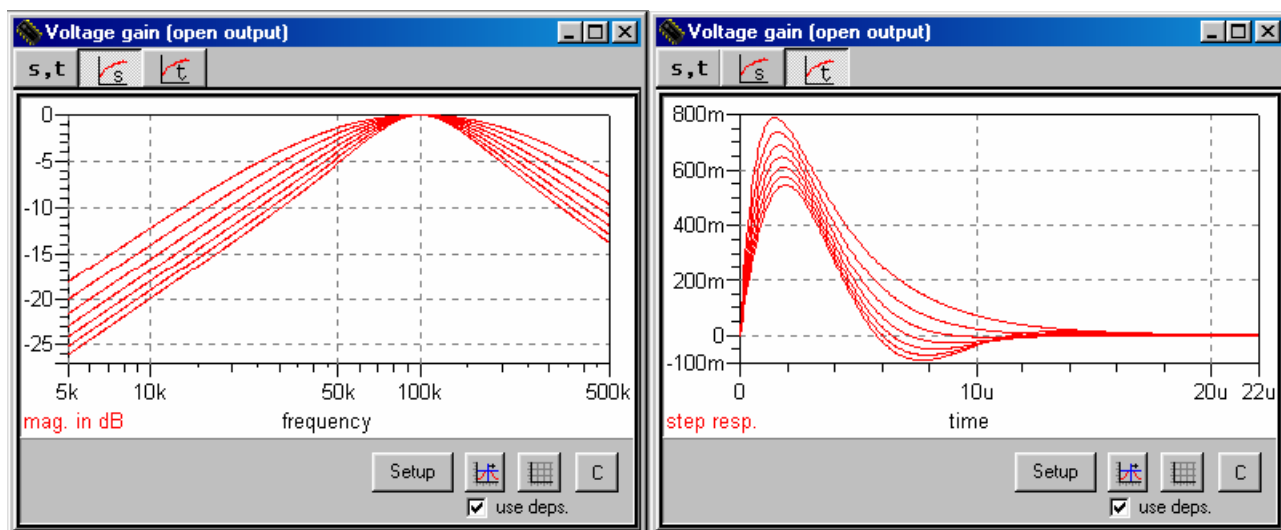 Voltage gain (open output)
s,t s t
0
-5
-10
-15
-20
-25
5k 10k 50k 100k 500k
mag. in dB frequency
Setup C
use deps.
Voltage gain (open output)
s,t s t
800m
600m
400m
200m
0
-100m
0 10u 20u 22u
step resp. time
Setup C
use deps.